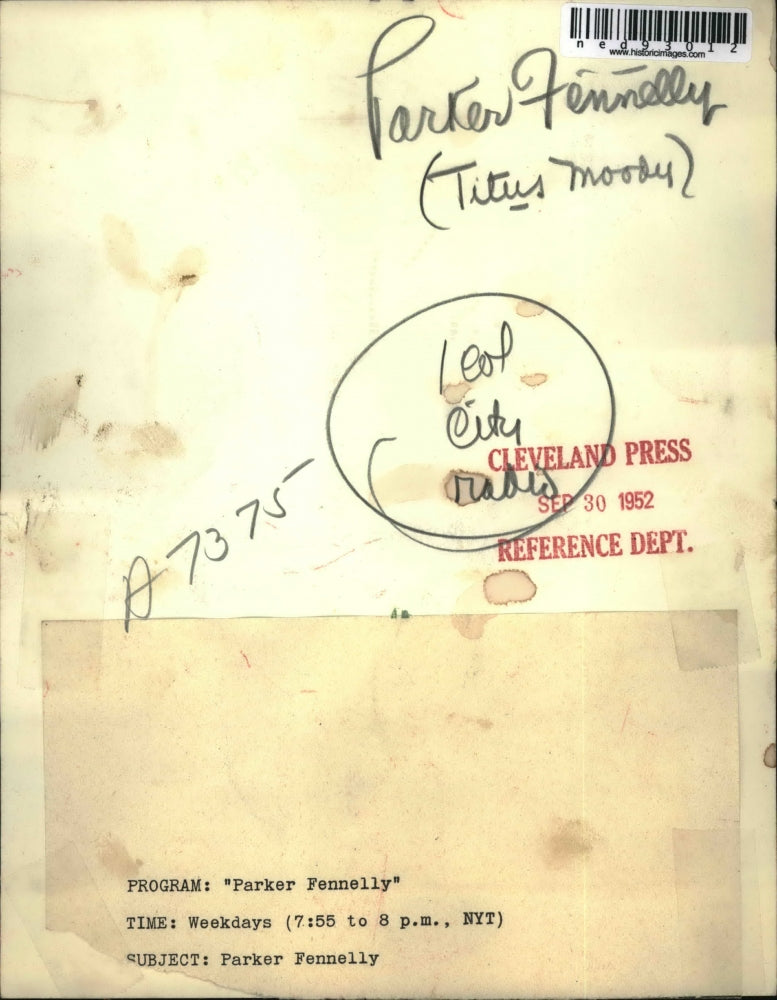 ned93012
www.historicimages.com
Parker Fennelly
(Titus Moody)
1 col
City
radio
CLEVELAND PRESS
SEP 30 1952
REFERENCE DEPT.
A7375
PROGRAM: "Parker Fennelly"
TIME: Weekdays (7:55 to 8 p.m., NYT)
SUBJECT: Parker Fennelly